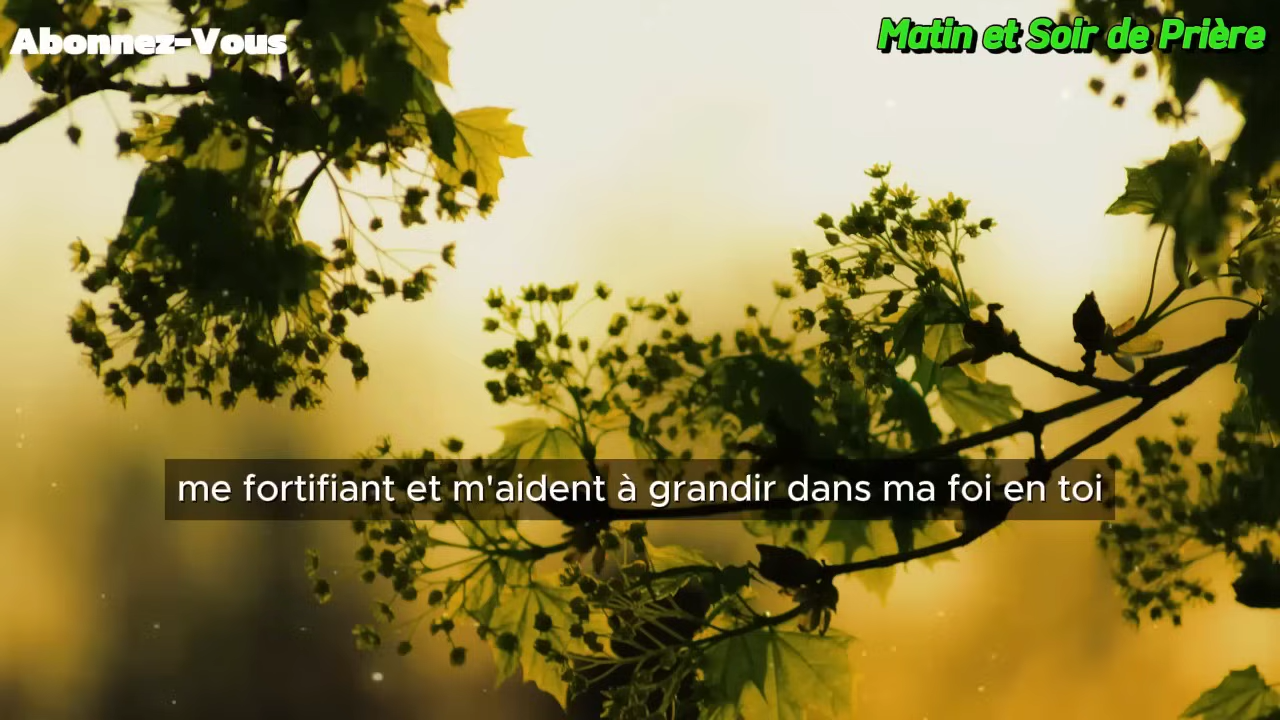 Abonnez-Vous
Matin et Soir de Prière
me fortifiant et m'aident à grandir dans ma foi en toi